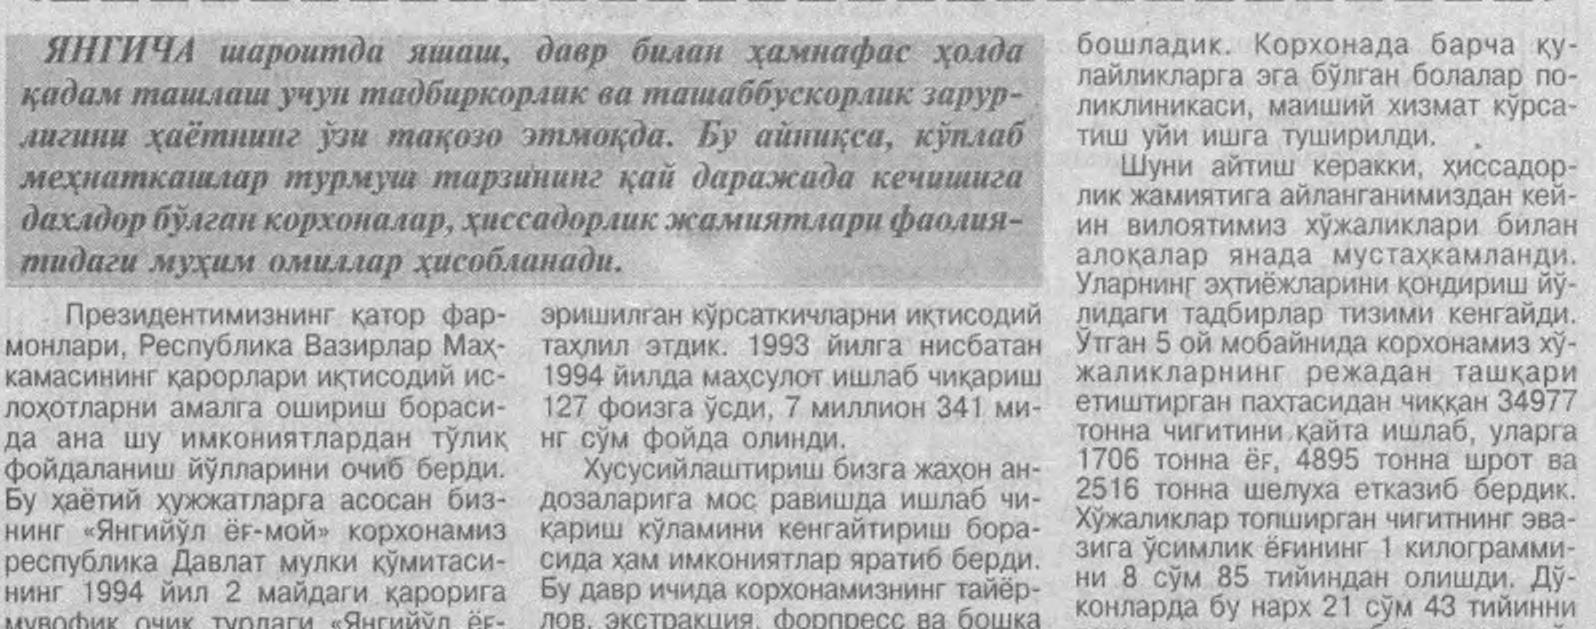 ЯНГИЧА шароитда яшаш, давр билан ҳамнафас ҳолда
қадам ташлаш учун тадбиркорлик ва ташаббускорлик зарур-
лигини ҳаётнинг ўзи тақозо этмоқда. Бу айниқса, кўплаб
меҳнаткашлар турмуш тарзининг қай даражада кечишига
дахлдор бўлган корхоналар, ҳиссадорлик жамиятлари фаолия-
тидаги муҳим омиллар ҳисобланади.
Президентимизнинг қатор фар-
монлари, Республика Вазирлар Маҳ-
камасининг қарорлари иқтисодий ис-
лоҳотларни амалга ошириш бораси-
да ана шу имкониятлардан тўлиқ
фойдаланиш йўлларини очиб берди.
Бу ҳаётий ҳужжатларга асосан биз-
нинг «Янгийўл ёғ-мой» корхонамиз
республика Давлат мулки қўмитаси-
нинг 1994 йил 2 майдаги қарорига
мувофиқ очиқ турдаги «Янгийўл ёғ-
эришилган кўрсаткичларни иқтисодий
таҳлил этдик. 1993 йилга нисбатан
1994 йилда маҳсулот ишлаб чиқариш
127 фоизга ўсди, 7 миллион 341 ми-
нг сўм фойда олинди.
Хусусийлаштириш бизга жаҳон ан-
дозаларига мос равишда ишлаб чи-
қариш кўламини кенгайтириш бора-
сида ҳам имкониятлар яратиб берди.
Бу давр ичида корхонамизнинг тайёр-
лов, экстракция, форпресс ва бошқа
бошладик. Корхонада барча қу-
лайликларга эга бўлган болалар по-
ликлиникаси, маиший хизмат кўрса-
тиш уйи ишга туширилди.
Шуни айтиш керакки, ҳиссадор-
лик жамиятига айланганимиздан кей-
ин вилоятимиз хўжаликлари билан
алоқалар янада мустаҳкамланди.
Уларнинг эҳтиёжларини қондириш йў-
лидаги тадбирлар тизими кенгайди.
Ўтган 5 ой мобайнида корхонамиз хў-
жаликларнинг режадан ташқари
етиштирган пахтасидан чиққан 34977
тонна чигитини қайта ишлаб, уларга
1706 тонна ёғ, 4895 тонна шрот ва
2516 тонна шелуха етказиб бердик.
Хўжаликлар топширган чигитнинг эва-
зига ўсимлик ёғининг 1 килограмми-
ни 8 сўм 85 тийиндан олишди. Дў-
конларда бу нарх 21 сўм 43 тийинни